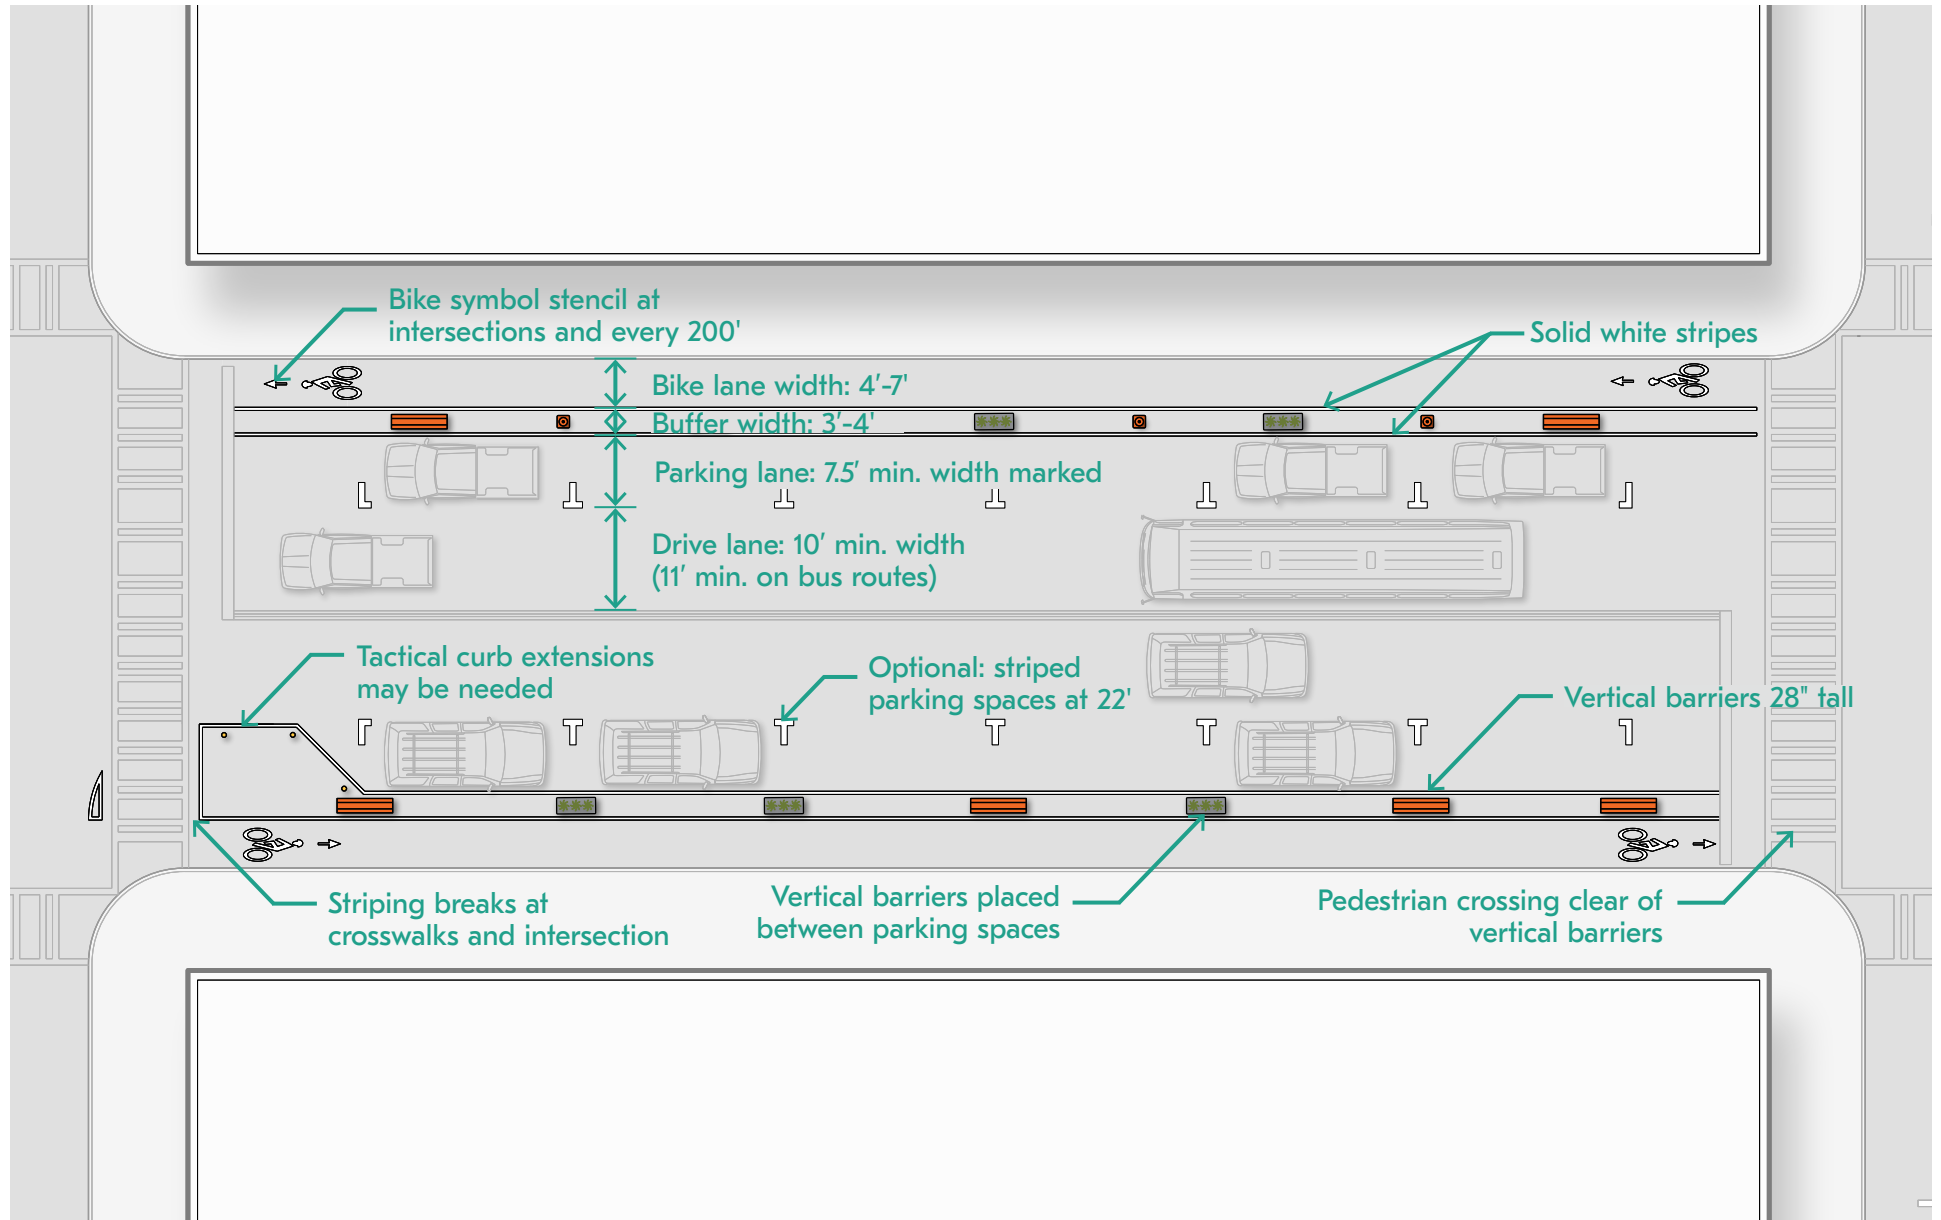 Bike symbol stencil at
intersections and every 200'
Solid white stripes
Bike lane width: 4′-7'
Buffer width: 3′-4'
Parking lane: 7.5′ min. width marked
Drive lane: 10′ min. width
(11′ min. on bus routes)
Tactical curb extensions
may be needed
Optional: striped
parking spaces at 22'
Vertical barriers 28" tall
Striping breaks at
crosswalks and intersection
Vertical barriers placed
between parking spaces
Pedestrian crossing clear of
vertical barriers